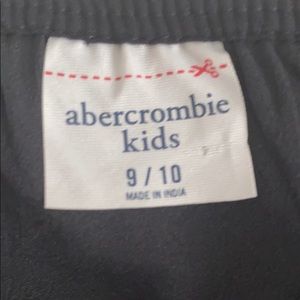 abercrombie
kids
9 / 10
MADE IN INDIA